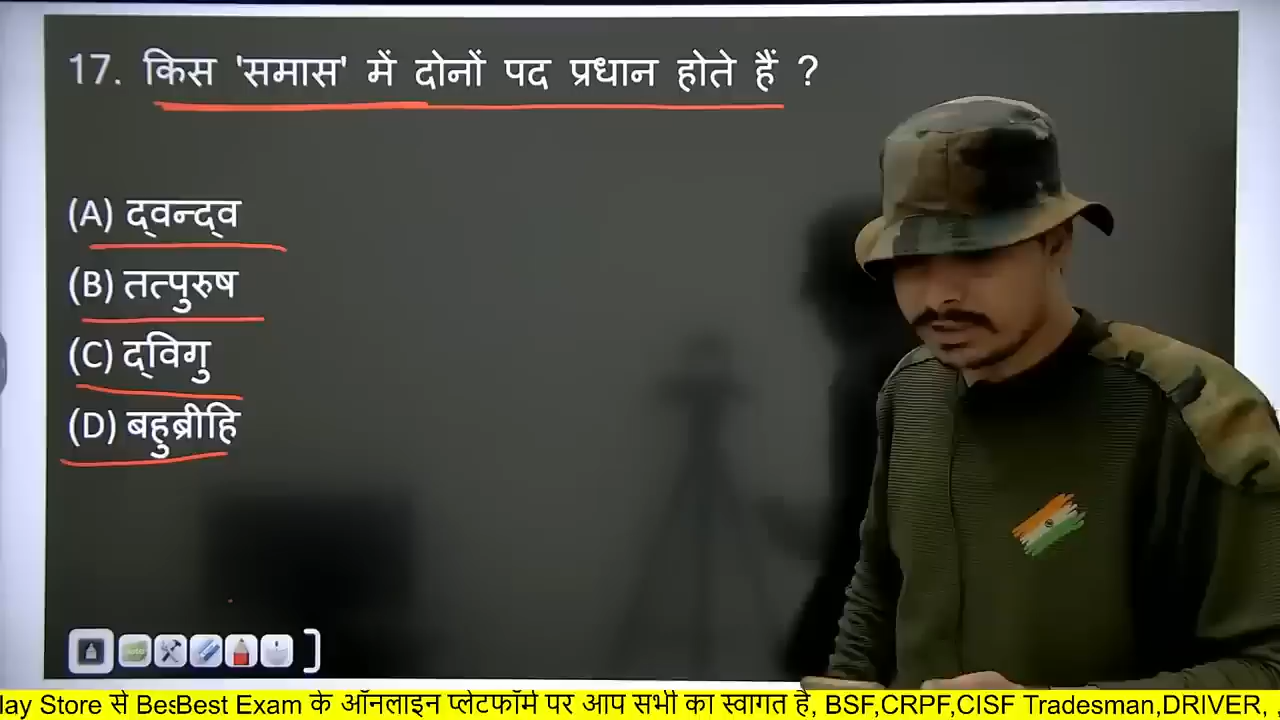 17. किस 'समास' में दोनों पद प्रधान होते हैं ?
(A) द्वन्द्व
(B) तत्पुरुष
(C) द्विगु
(D) बहुब्रीहि
lay Store से BesBest Exam के ऑनलाइन प्लेटफॉर्म पर आप सभी का स्वागत है, BSF,CRPF,CISF Tradesman,DRIVER, ,